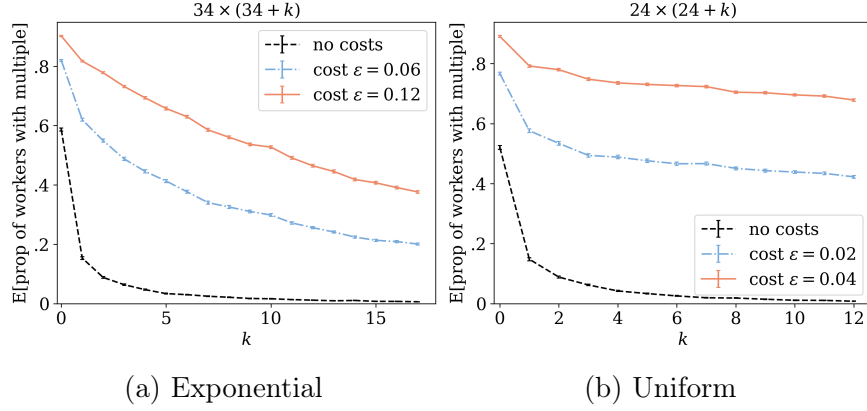 34 × (34 + k)
E[prop of workers with multiple]
.8
.6
.4
.2
0
no costs
cost ε = 0.06
cost ε = 0.12
0 5 10 15
k
(a) Exponential
24 × (24 + k)
E[prop of workers with multiple]
.8
.6
.4
.2
0
no costs
cost ε = 0.02
cost ε = 0.04
0 2 4 6 8 10 12
k
(b) Uniform